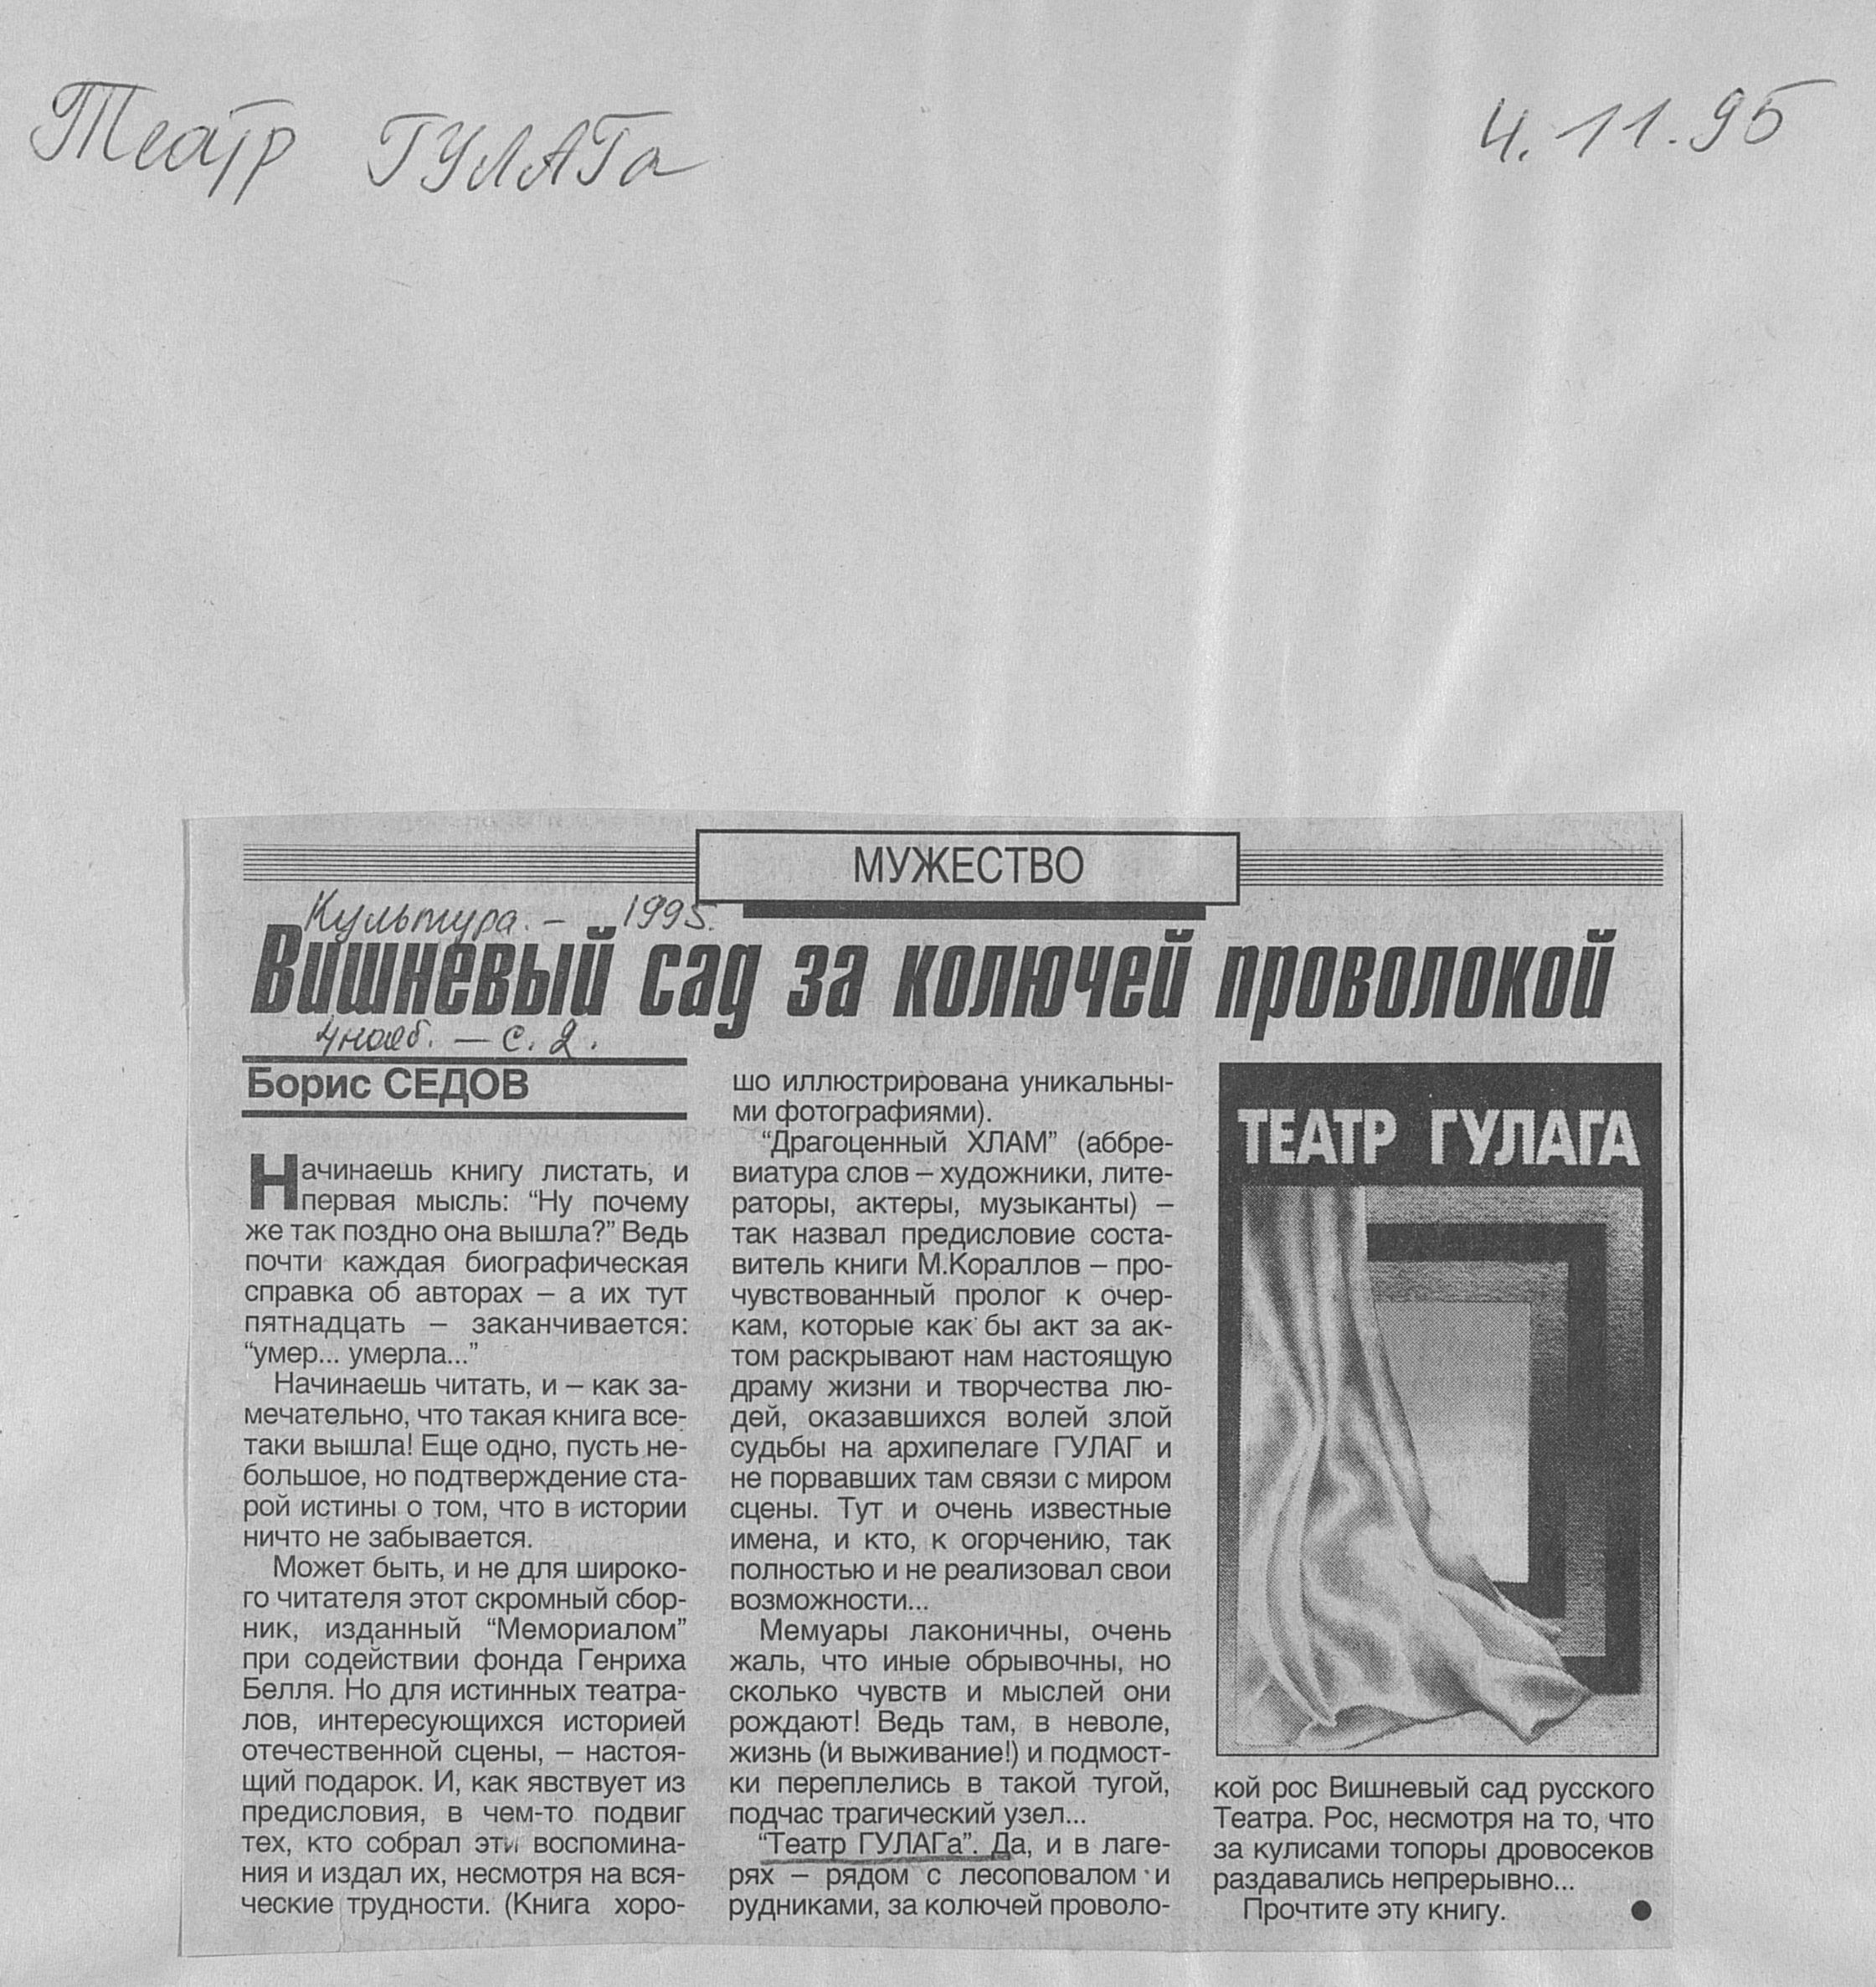 Театр ГУЛАГа
4.11.95
МУЖЕСТВО
Культура. – 1995.
Вишневый сад за колючей проволокой
4 нояб. – с. 2.
Борис СЕДОВ
Начинаешь книгу листать, и
первая мысль: “Ну почему
же так поздно она вышла?” Ведь
почти каждая биографическая
справка об авторах – а их тут
пятнадцать – заканчивается:
“умер... умерла...”
Начинаешь читать, и – как за-
мечательно, что такая книга все-
таки вышла! Еще одно, пусть не-
большое, но подтверждение ста-
рой истины о том, что в истории
ничто не забывается.
Может быть, и не для широко-
го читателя этот скромный сбор-
ник, изданный “Мемориалом”
при содействии фонда Генриха
Белля. Но для истинных театра-
лов, интересующихся историей
отечественной сцены, – настоя-
щий подарок. И, как явствует из
предисловия, в чем-то подвиг
тех, кто собрал эти воспомина-
ния и издал их, несмотря на вся-
ческие трудности. (Книга хоро-
шо иллюстрирована уникальны-
ми фотографиями).
“Драгоценный ХЛАМ” (аббре-
виатура слов – художники, лите-
раторы, актеры, музыканты) –
так назвал предисловие соста-
витель книги М.Кораллов – про-
чувствованный пролог к очер-
кам, которые как бы акт за ак-
том раскрывают нам настоящую
драму жизни и творчества лю-
дей, оказавшихся волей злой
судьбы на архипелаге ГУЛАГ и
не порвавших там связи с миром
сцены. Тут и очень известные
имена, и кто, к огорчению, так
полностью и не реализовал свои
возможности...
Мемуары лаконичны, очень
жаль, что иные обрывочны, но
сколько чувств и мыслей они
рождают! Ведь там, в неволе,
жизнь (и выживание!) и подмост-
ки переплелись в такой тугой,
подчас трагический узел...
“Театр ГУЛАГа”. Да, и в лаге-
рях – рядом с лесоповалом и
рудниками, за колючей проволо-
ТЕАТР ГУЛАГА
кой рос Вишневый сад русского
Театра. Рос, несмотря на то, что
за кулисами топоры дровосеков
раздавались непрерывно...
Прочтите эту книгу.